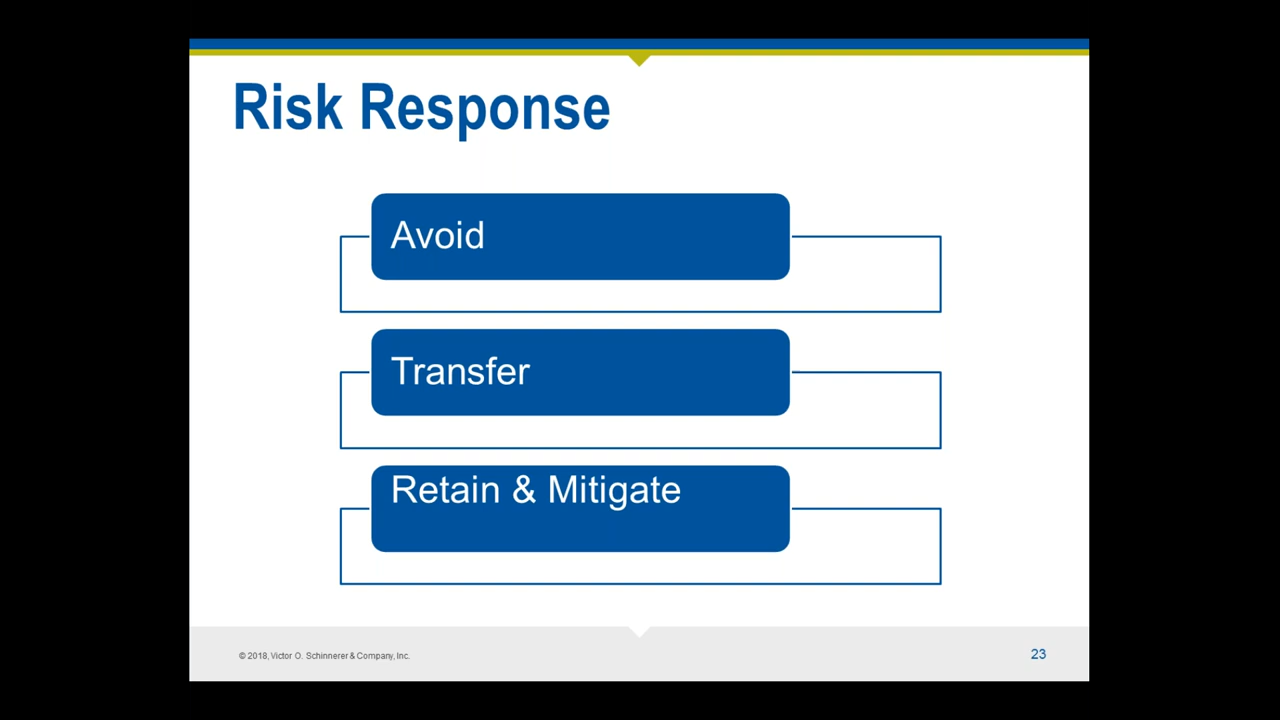 Risk Response
Avoid
Transfer
Retain & Mitigate
© 2018, Victor O. Schinnerer & Company, Inc.
23